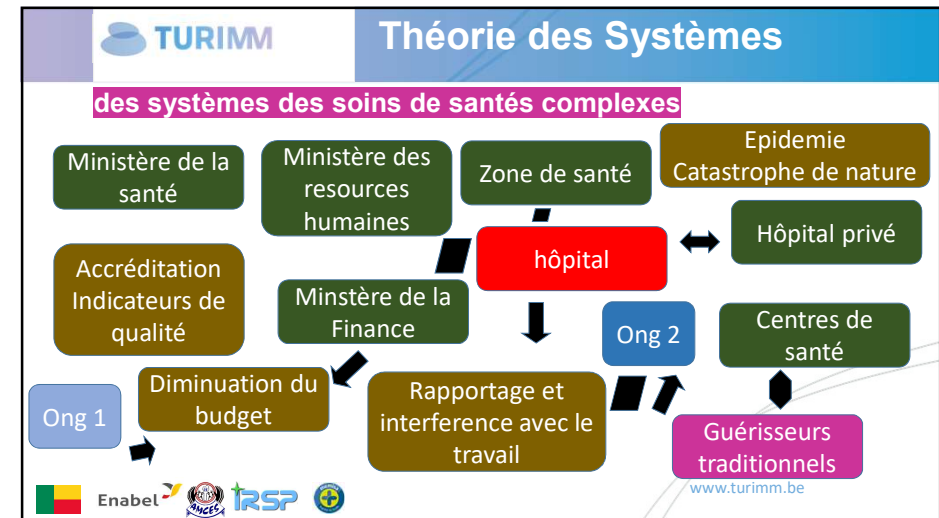 TURIMM
Théorie des Systèmes
des systèmes des soins de santés complexes
Ministère de la
santé
Ministère des
resources
humaines
Zone de santé
Epidemie
Catastrophe de nature
hôpital
Hôpital privé
Accréditation
Indicateurs de
qualité
Minstère de la
Finance
Ong 2
Centres de
santé
Ong 1
Diminuation du
budget
Rapportage et
interference avec le
travail
Guérisseurs
traditionnels
www.turimm.be
Enabel
AMCES
IRSP